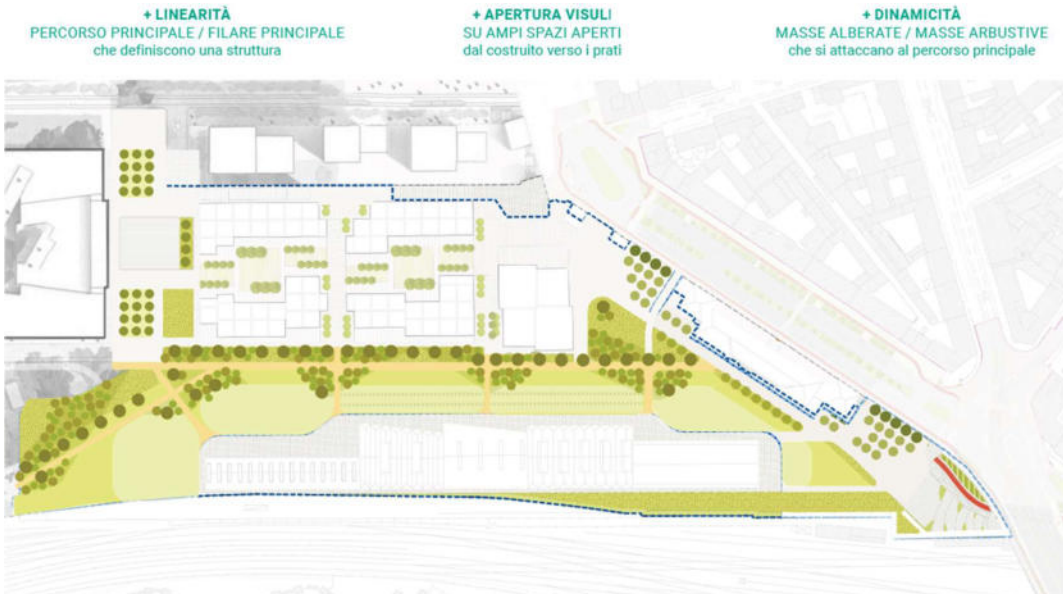 + LINEARITÀ
PERCORSO PRINCIPALE / FILARE PRINCIPALE
che definiscono una struttura
+ APERTURA VISULI
SU AMPI SPAZI APERTI
dal costruito verso i prati
+ DINAMICITÀ
MASSE ALBERATE / MASSE ARBUSTIVE
che si attaccano al percorso principale